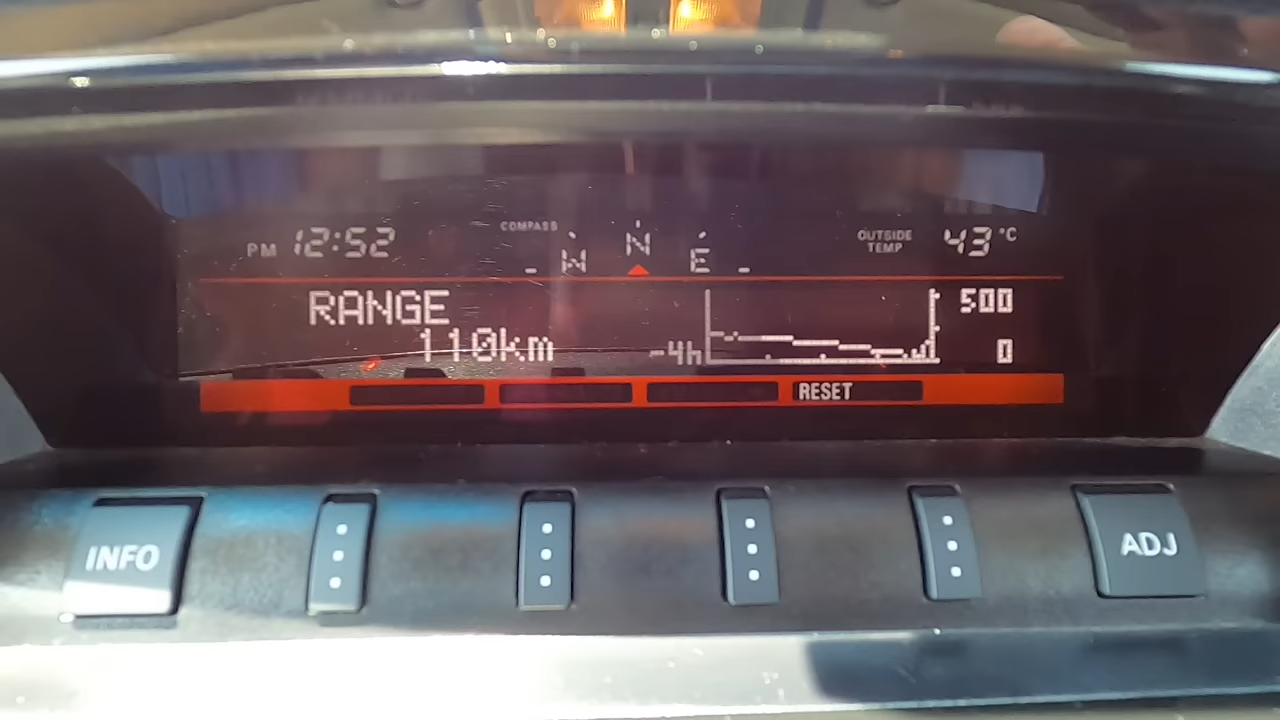 PM 12:52
COMPASS
W N E
OUTSIDE TEMP 43°C
RANGE
110km
-4h
500
0
RESET
INFO
ADJ